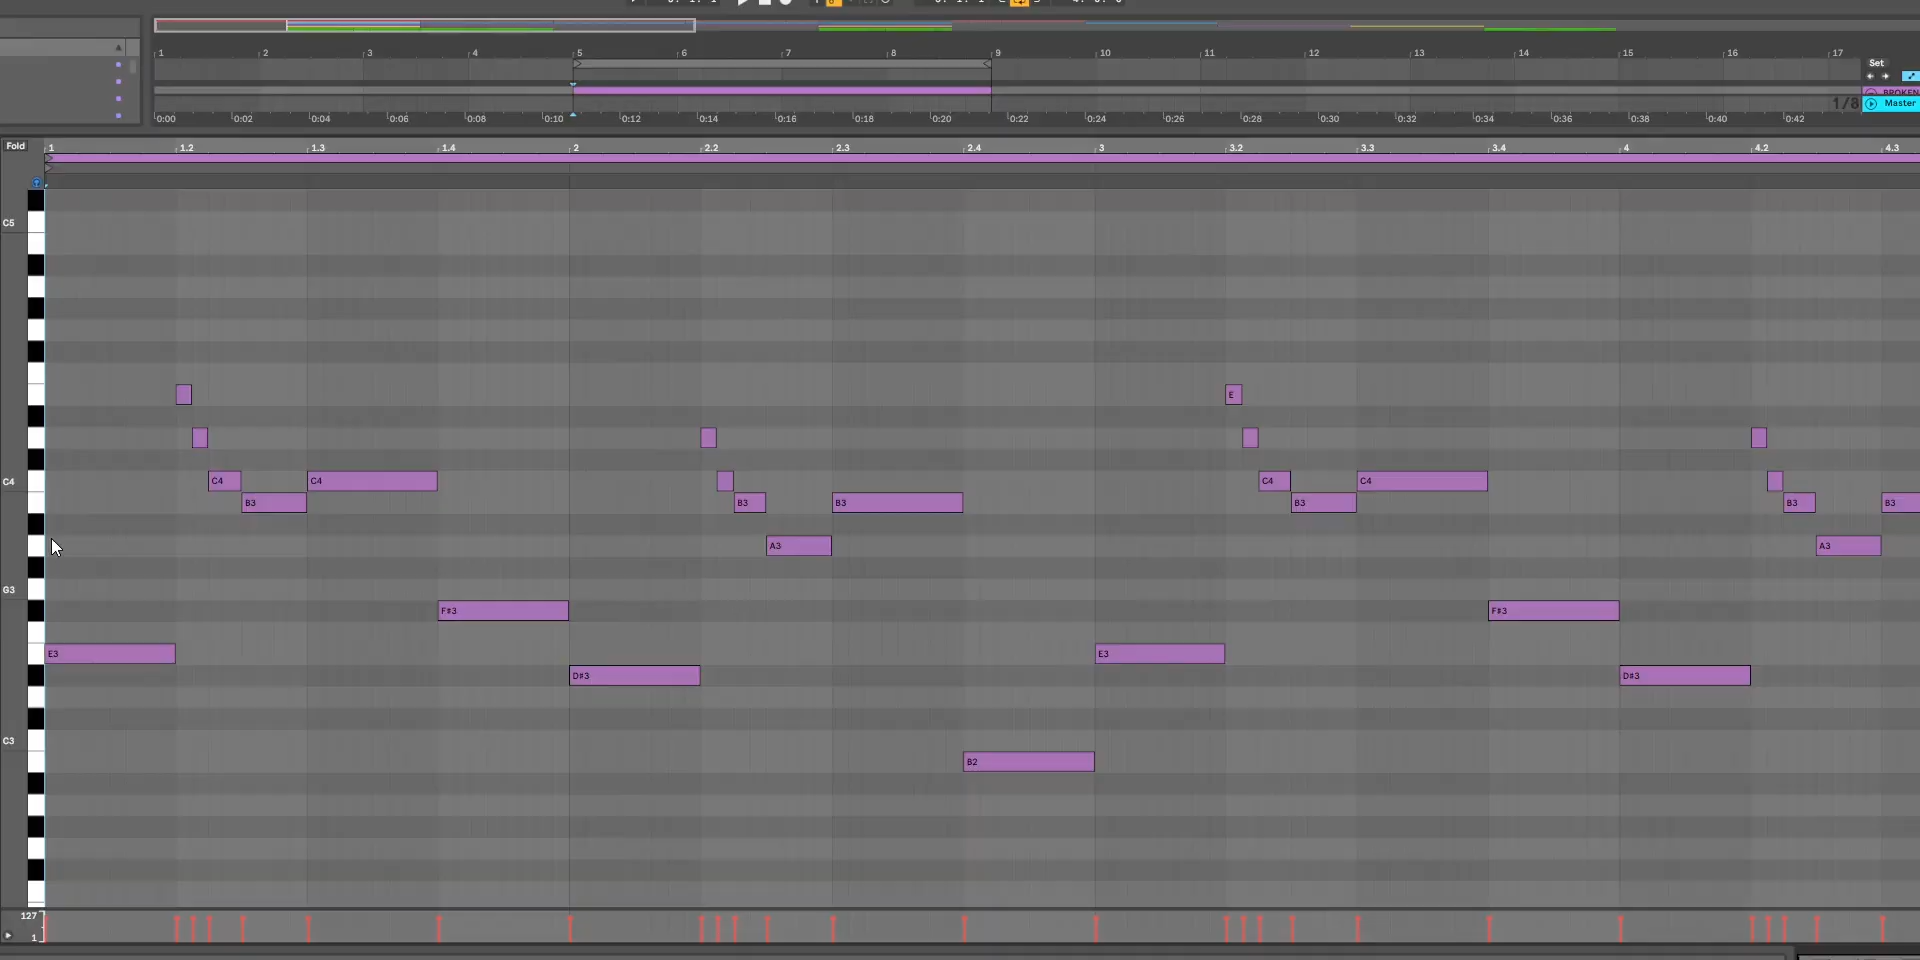 1 2 3 4 5 6 7 8 9 10 11 12 13 14 15 16 17
Set
BROKEN
1/8 Master
0:00 0:02 0:04 0:06 0:08 0:10 0:12 0:14 0:16 0:18 0:20 0:22 0:24 0:26 0:28 0:30 0:32 0:34 0:36 0:38 0:40 0:42
Fold 1 1.2 1.3 1.4 2 2.2 2.3 2.4 3 3.2 3.3 3.4 4 4.2 4.3
C5
E
C4 C4 C4 C4 C4
B3 B3 B3 B3 B3 B3
A3 A3
G3
F#3 F#3
E3 E3
D#3 D#3
C3
B2
127
1